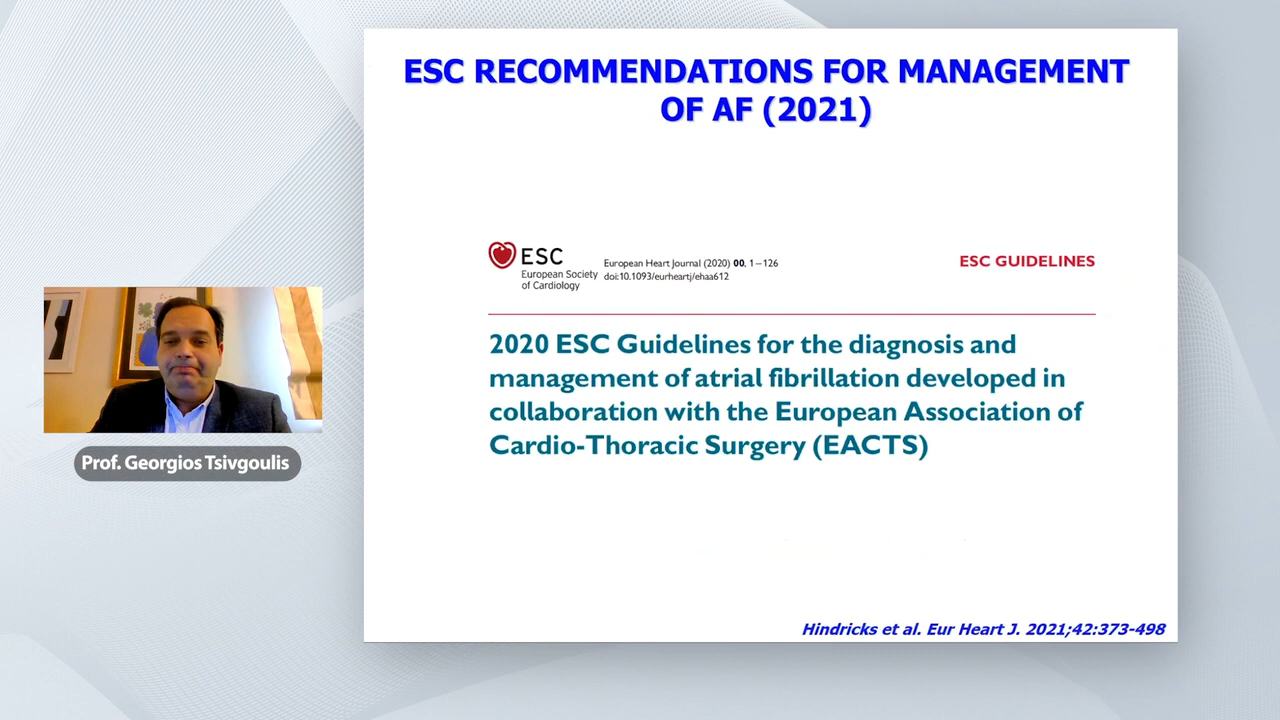 ESC RECOMMENDATIONS FOR MANAGEMENT
OF AF (2021)
ESC
European Society
of Cardiology
European Heart Journal (2020) 00, 1–126
doi:10.1093/eurheartj/ehaa612
ESC GUIDELINES
2020 ESC Guidelines for the diagnosis and
management of atrial fibrillation developed in
collaboration with the European Association of
Cardio-Thoracic Surgery (EACTS)
Prof. Georgios Tsivgoulis
Hindricks et al. Eur Heart J. 2021;42:373-498